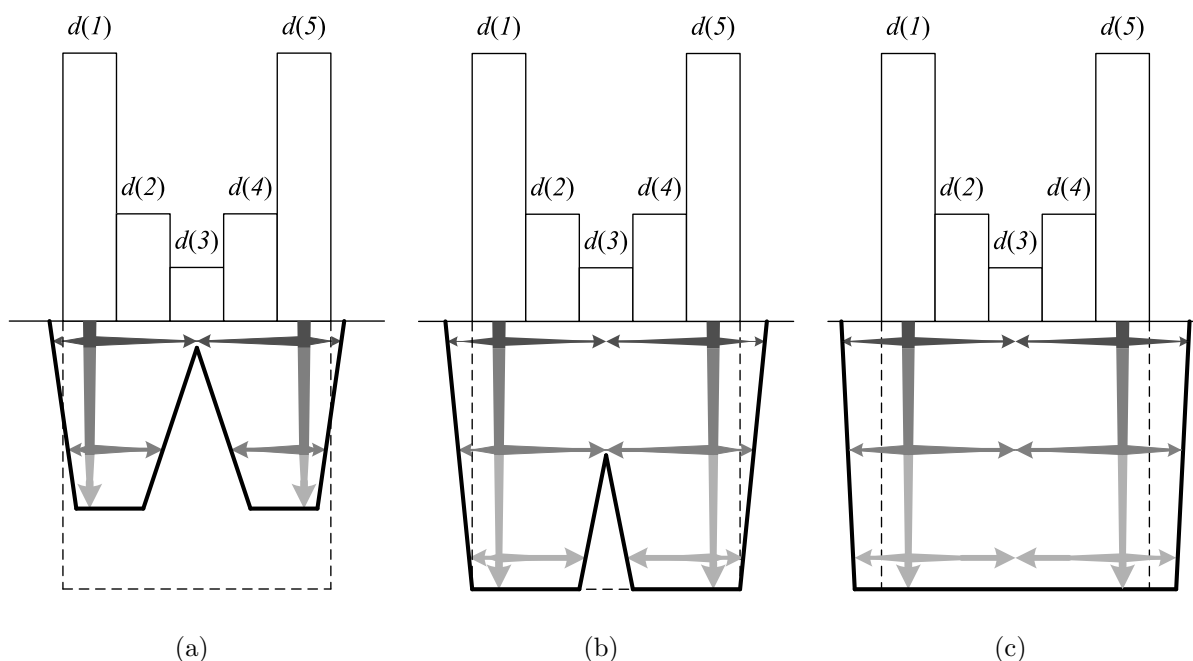 d(1) d(5) d(1) d(5) d(1) d(5)
d(2) d(4) d(2) d(4) d(2) d(4)
d(3) d(3) d(3)
(a) (b) (c)